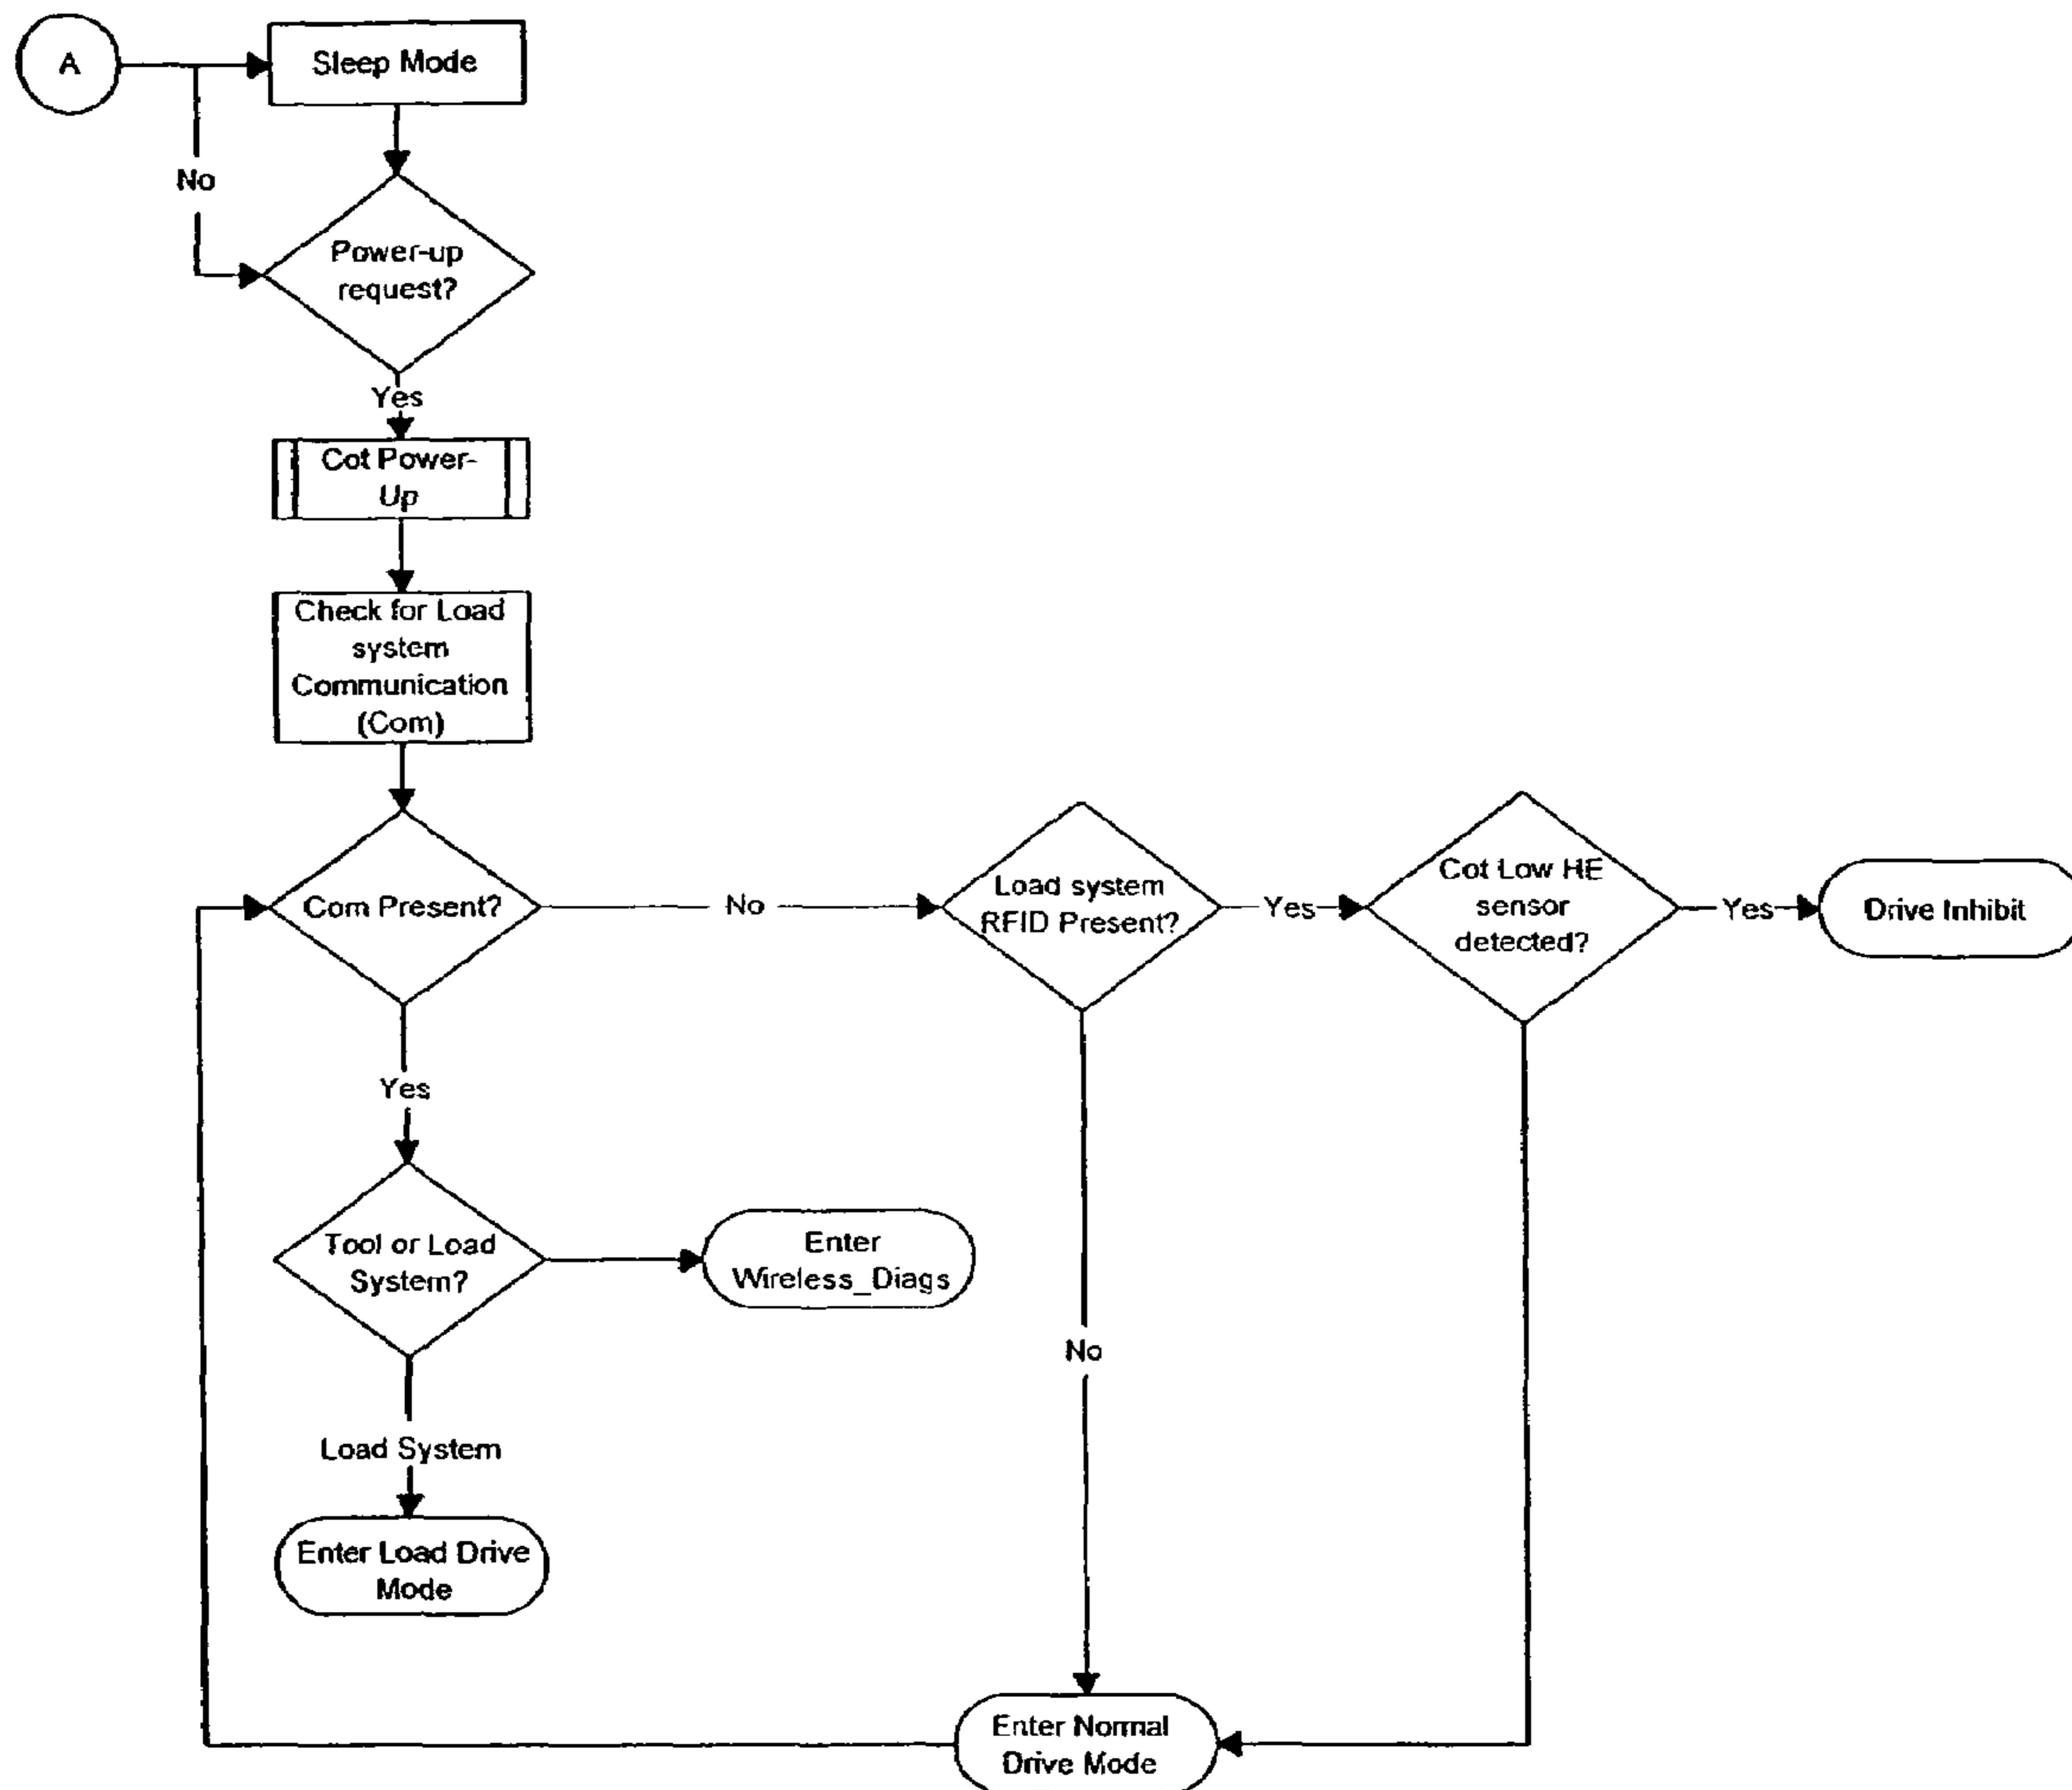 A
Sleep Mode
No
Power-up
request?
Yes
Cot Power-
Up
Check for Load
system
Communication
(Com)
Com Present?
No
Load system
RFID Present?
Yes
Cot Low HE
sensor
detected?
Yes
Drive Inhibit
Yes
Tool or Load
System?
Enter
Wireless_Diags
No
Load System
Enter Load Drive
Mode
Enter Normal
Drive Mode